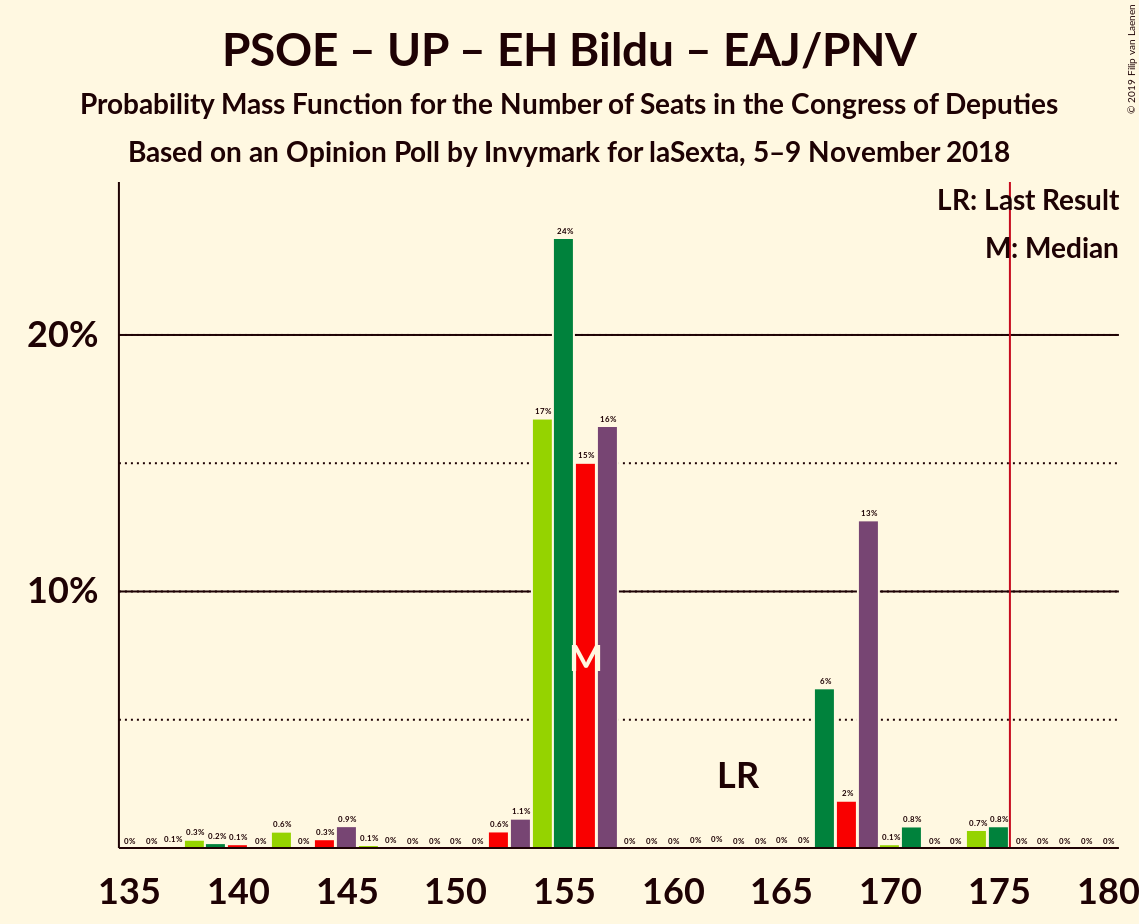 PSOE – UP – EH Bildu – EAJ/PNV
Probability Mass Function for the Number of Seats in the Congress of Deputies
Based on an Opinion Poll by Invymark for laSexta, 5–9 November 2018
© 2019 Filip van Laenen
LR: Last Result
M: Median
20%
10%
0% 0% 0.1% 0.3% 0.2% 0.1% 0% 0.6% 0% 0.3% 0.9% 0.1% 0% 0% 0% 0% 0% 0.6% 1.1% 17% 24% 15% 16% 0% 0% 0% 0% 0% 0% 0% 0% 0% 6% 2% 13% 0.1% 0.8% 0% 0% 0.7% 0.8% 0% 0% 0% 0% 0%
M
LR
135 140 145 150 155 160 165 170 175 180